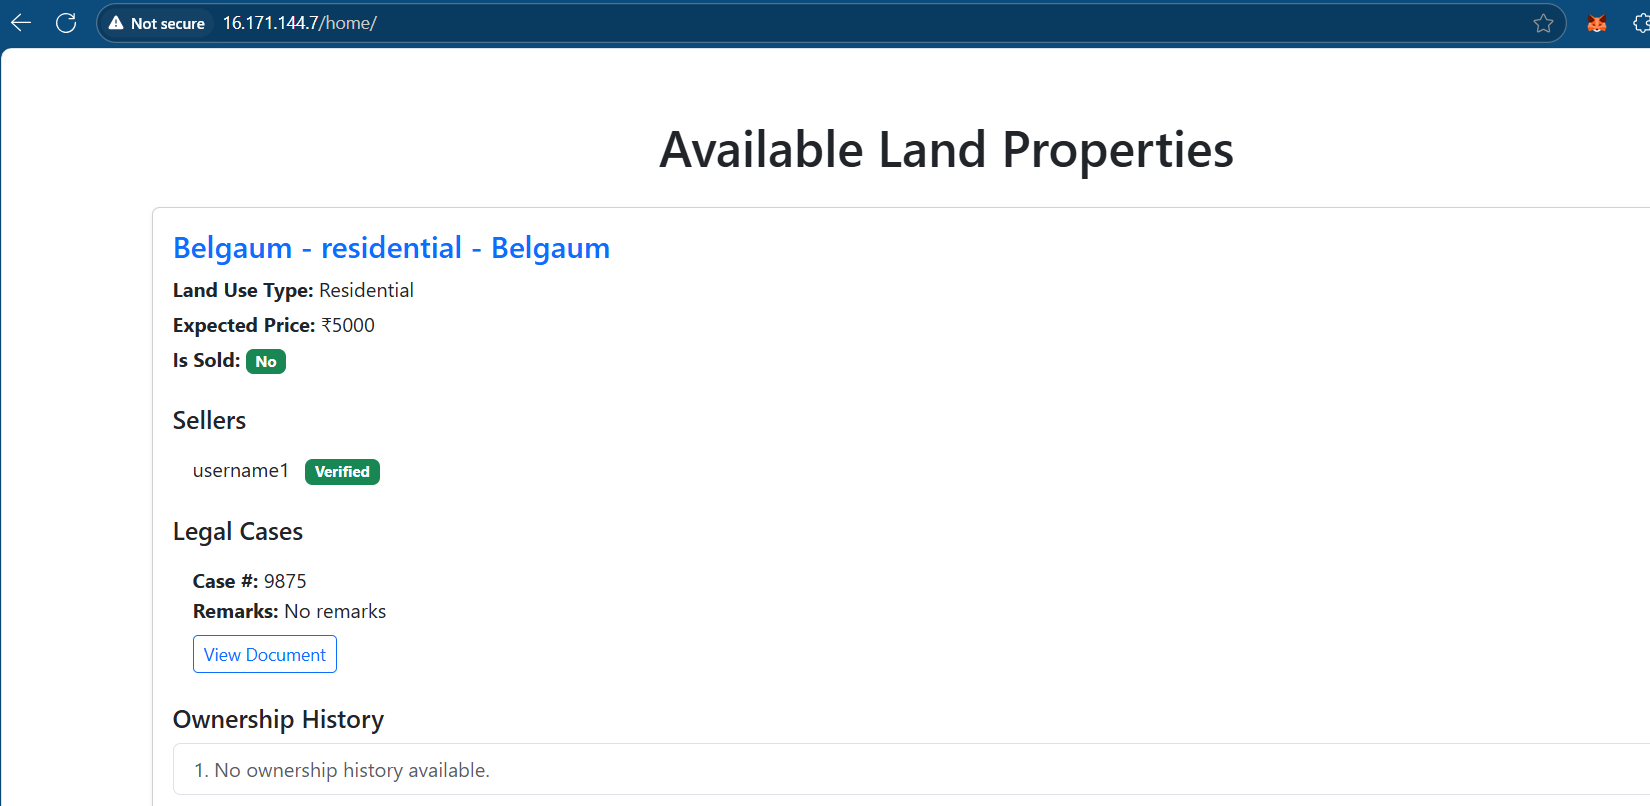 Not secure 16.171.144.7/home/
Available Land Properties
Belgaum - residential - Belgaum
Land Use Type: Residential
Expected Price: ₹5000
Is Sold: No
Sellers
username1 Verified
Legal Cases
Case #: 9875
Remarks: No remarks
View Document
Ownership History
1. No ownership history available.